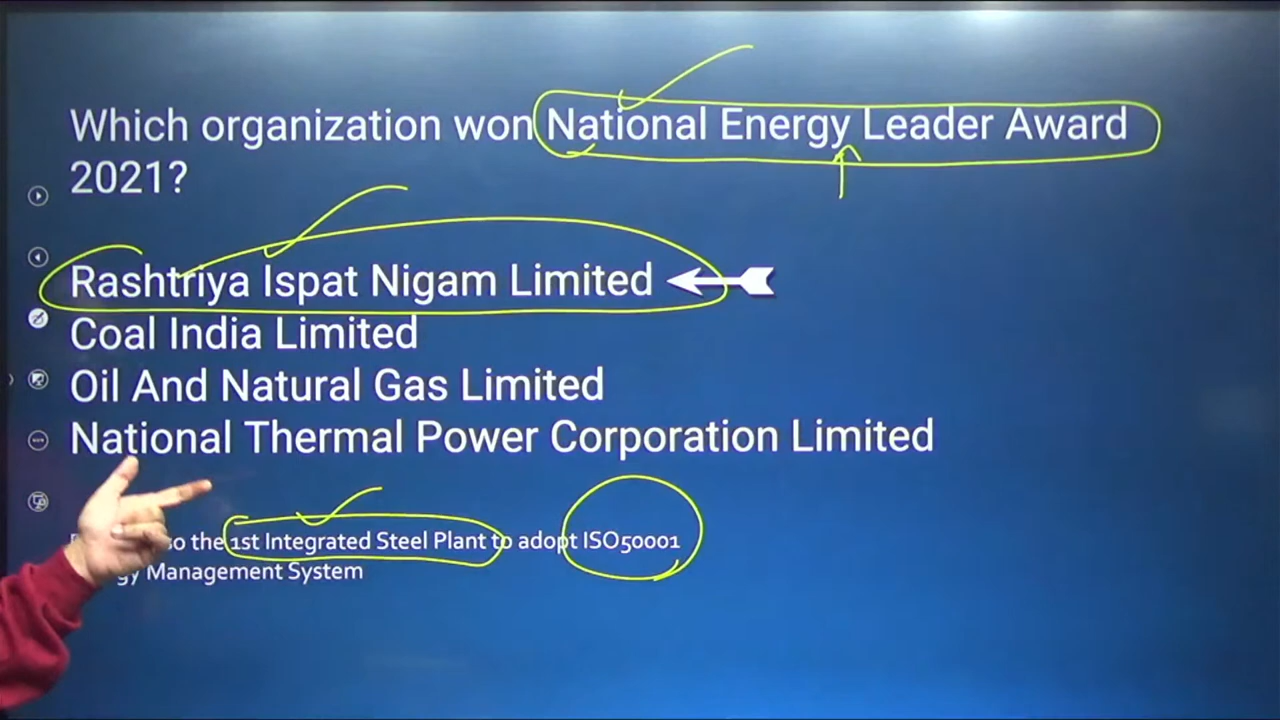 Which organization won National Energy Leader Award
2021?
Rashtriya Ispat Nigam Limited
Coal India Limited
Oil And Natural Gas Limited
National Thermal Power Corporation Limited
the 1st Integrated Steel Plant to adopt ISO50001
Management System